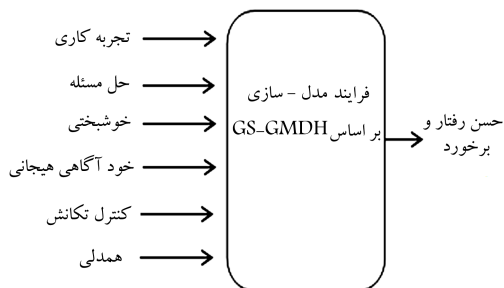 تجربه کاری
حل مسئله
خوشبختی
خود آگاهی هیجانی
کنترل تکانش
همدلی
فرایند مدل - سازی
بر اساس GS-GMDH
حسن رفتار و
برخورد